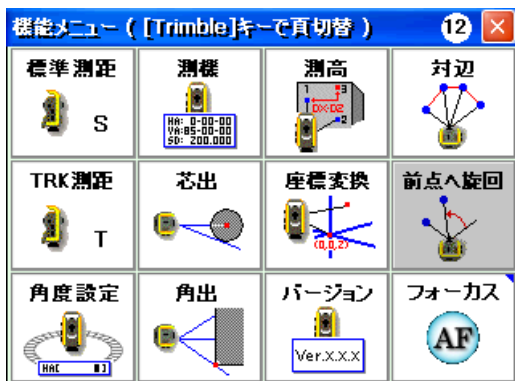 機能メニュー ( [Trimble]キーで頁切替 ) 12
標準測距 測機 測高 対辺
S
HA: 0-00-00
VA:85-00-00
SD: 200.000
1 3
DX·DZ
2
TRK測距 芯出 座標変換 前点へ旋回
T
(0,0,Z)
角度設定 角出 バージョン フォーカス
HA[ ■]
Ver.x.x.x
AF